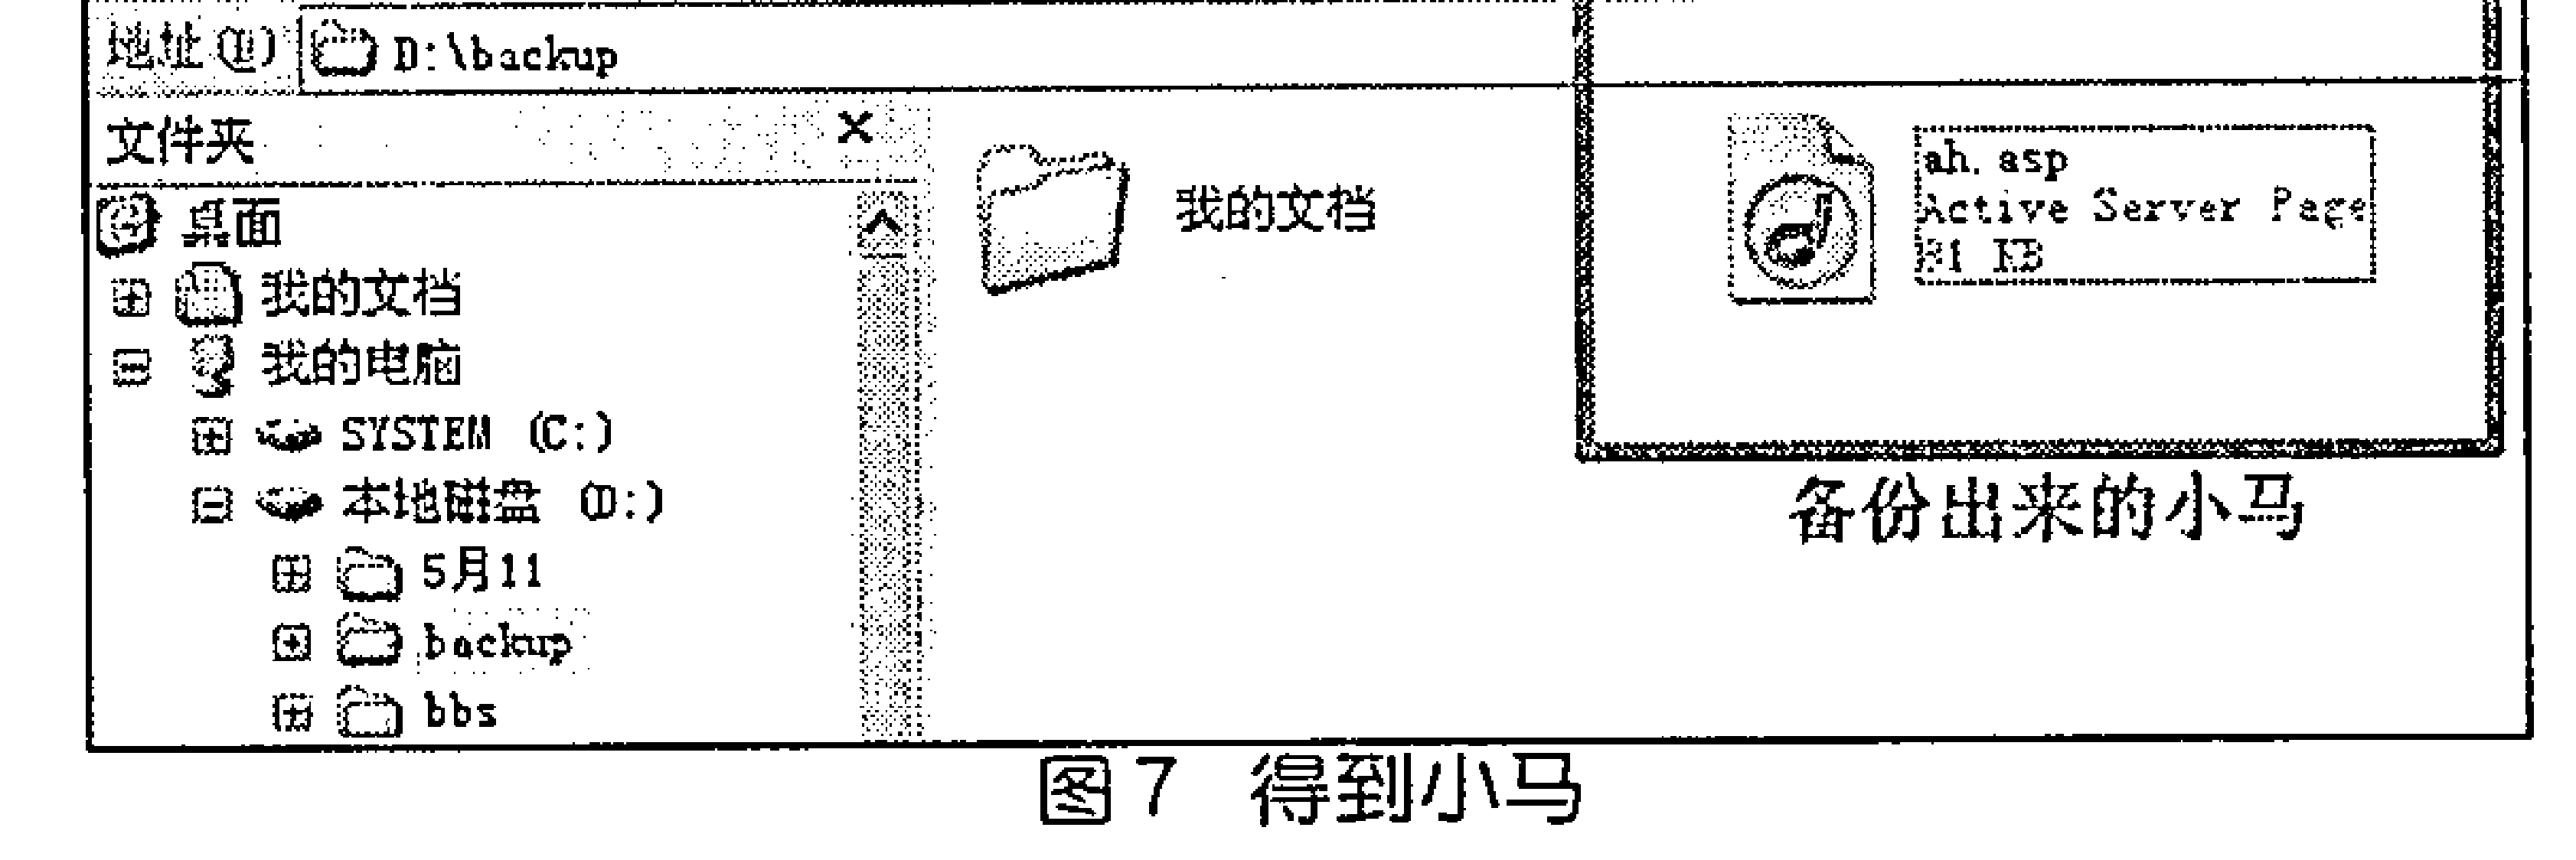 地址(D) D:\backup
文件夹
桌面
我的文档
我的电脑
SYSTEM (C:)
本地磁盘 (D:)
5月11
backup
bbs
我的文档
ah.asp
Active Server Page
KB
备份出来的小马
图7 得到小马